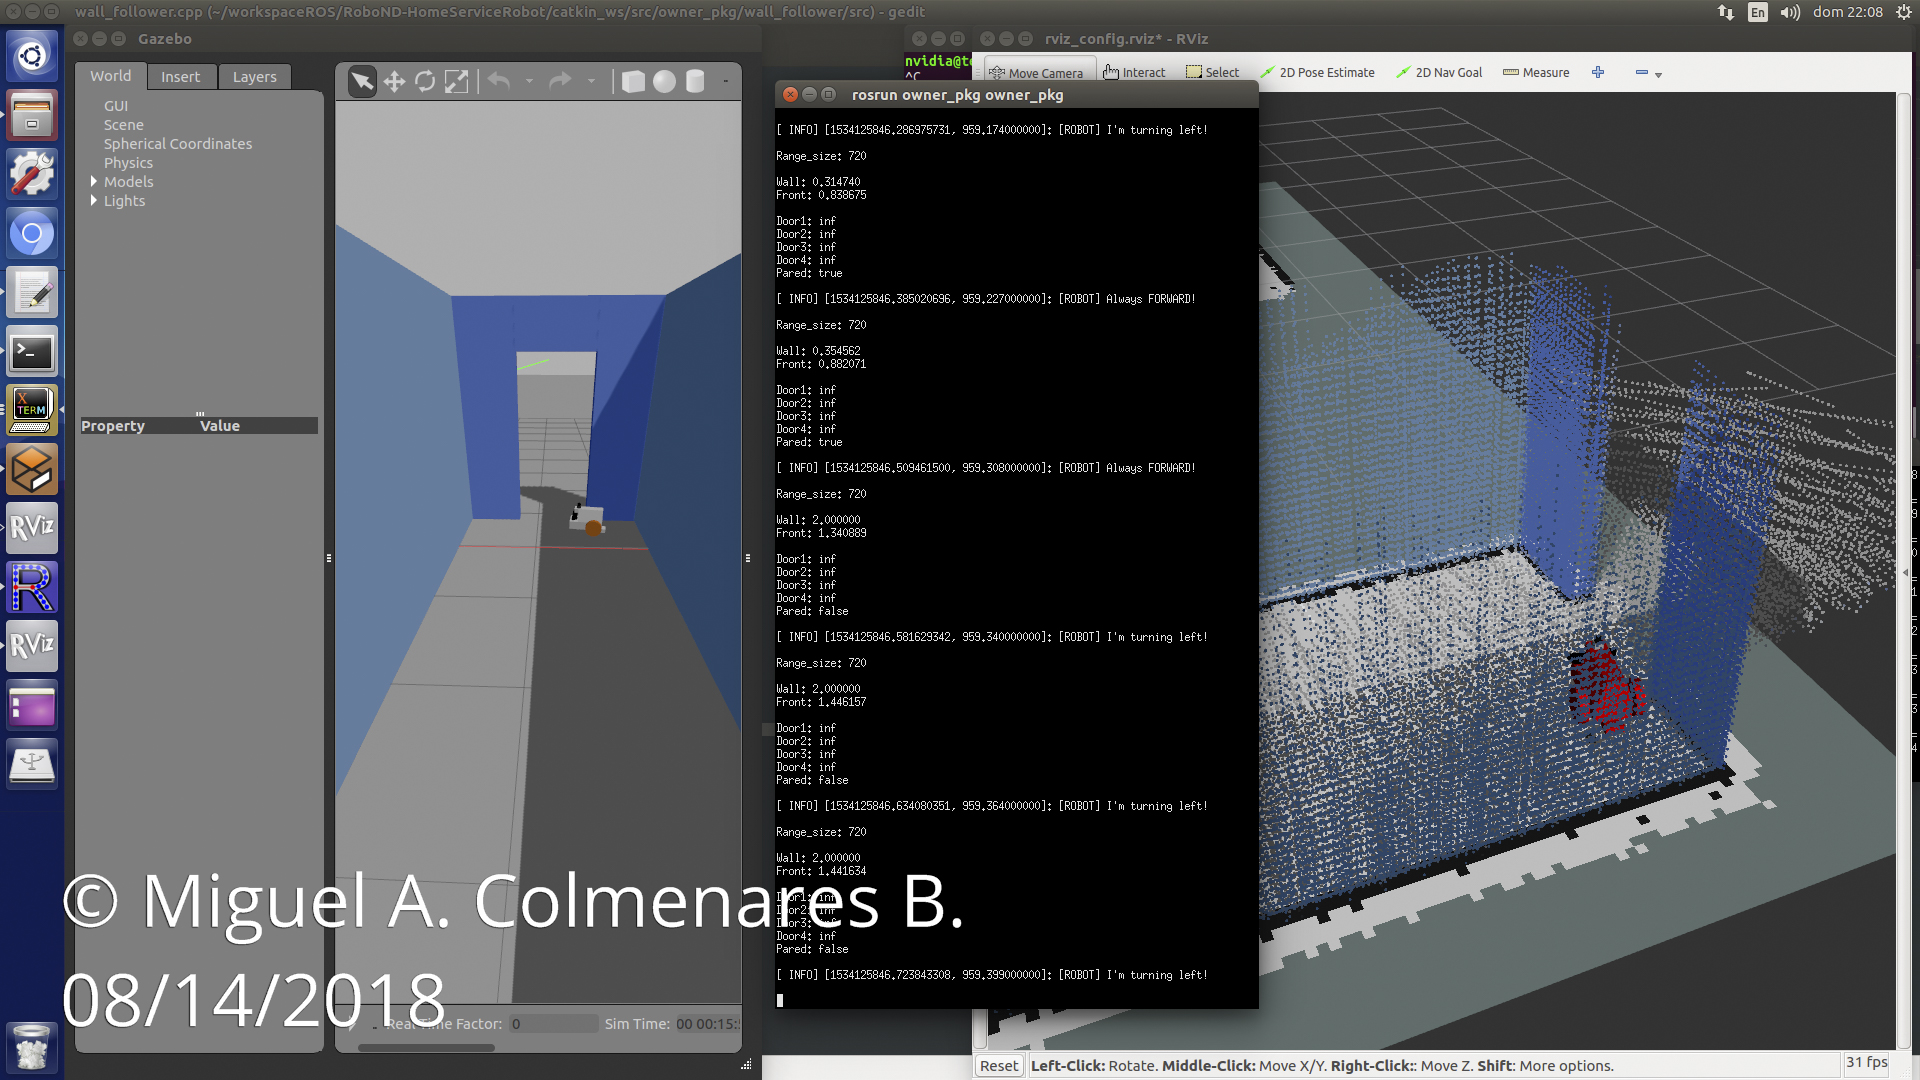 wall_follower.cpp (~/workspaceROS/RoboND-HomeServiceRobot/catkin_ws/src/owner_pkg/wall_follower/src) - gedit
En
dom 22:08
Gazebo
World
Insert
Layers
GUI
Scene
Spherical Coordinates
Physics
Models
Lights
Property
Value
Real Time Factor:
0
Sim Time:
00 00:15:
nvidia@te
^C
rviz_config.rviz* - RViz
Move Camera
Interact
Select
2D Pose Estimate
2D Nav Goal
Measure
rosrun owner_pkg owner_pkg
[ INFO] [1534125846.286975731, 959.174000000]: [ROBOT] I'm turning left!
Range_size: 720
Wall: 0.314740
Front: 0.838675
Door1: inf
Door2: inf
Door3: inf
Door4: inf
Pared: true
[ INFO] [1534125846.385020696, 959.227000000]: [ROBOT] Always FORWARD!
Range_size: 720
Wall: 0.354562
Front: 0.882071
Door1: inf
Door2: inf
Door3: inf
Door4: inf
Pared: true
[ INFO] [1534125846.509461500, 959.308000000]: [ROBOT] Always FORWARD!
Range_size: 720
Wall: 2.000000
Front: 1.340889
Door1: inf
Door2: inf
Door3: inf
Door4: inf
Pared: false
[ INFO] [1534125846.581629342, 959.340000000]: [ROBOT] I'm turning left!
Range_size: 720
Wall: 2.000000
Front: 1.446157
Door1: inf
Door2: inf
Door3: inf
Door4: inf
Pared: false
[ INFO] [1534125846.634080351, 959.364000000]: [ROBOT] I'm turning left!
Range_size: 720
Wall: 2.000000
Front: 1.441634
Door1: inf
Door2: inf
Door3: inf
Door4: inf
Pared: false
[ INFO] [1534125846.723843308, 959.399000000]: [ROBOT] I'm turning left!
X
TERM
RViz
R
RViz
Reset
Left-Click: Rotate. Middle-Click: Move X/Y. Right-Click:: Move Z. Shift: More options.
31 fps
© Miguel A. Colmenares B.
08/14/2018